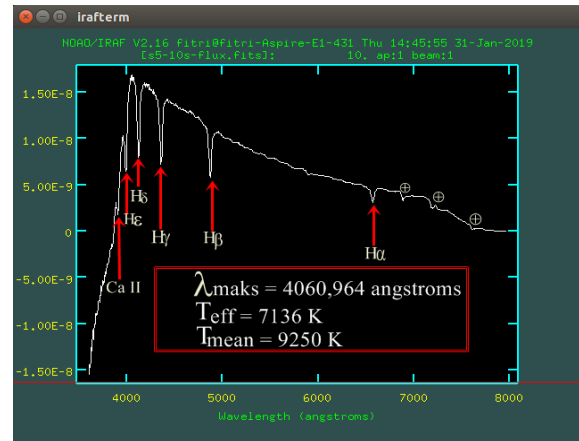 irafterm
NOAO/IRAF V2.16 fitri@fitri-Aspire-E1-431 Thu 14:45:55 31-Jan-2019
[s5-10s-flux.fits]: 10. ap:1 beam:1
1.50E-8
1.00E-8
5.00E-9
0
-5.00E-9
-1.00E-8
-1.50E-8
Ca II
Hε
Hδ
Hγ
Hβ
Hα
⊕
⊕
⊕
λmaks = 4060,964 angstroms
Teff = 7136 K
Tmean = 9250 K
4000 5000 6000 7000 8000
Wavelength (angstroms)